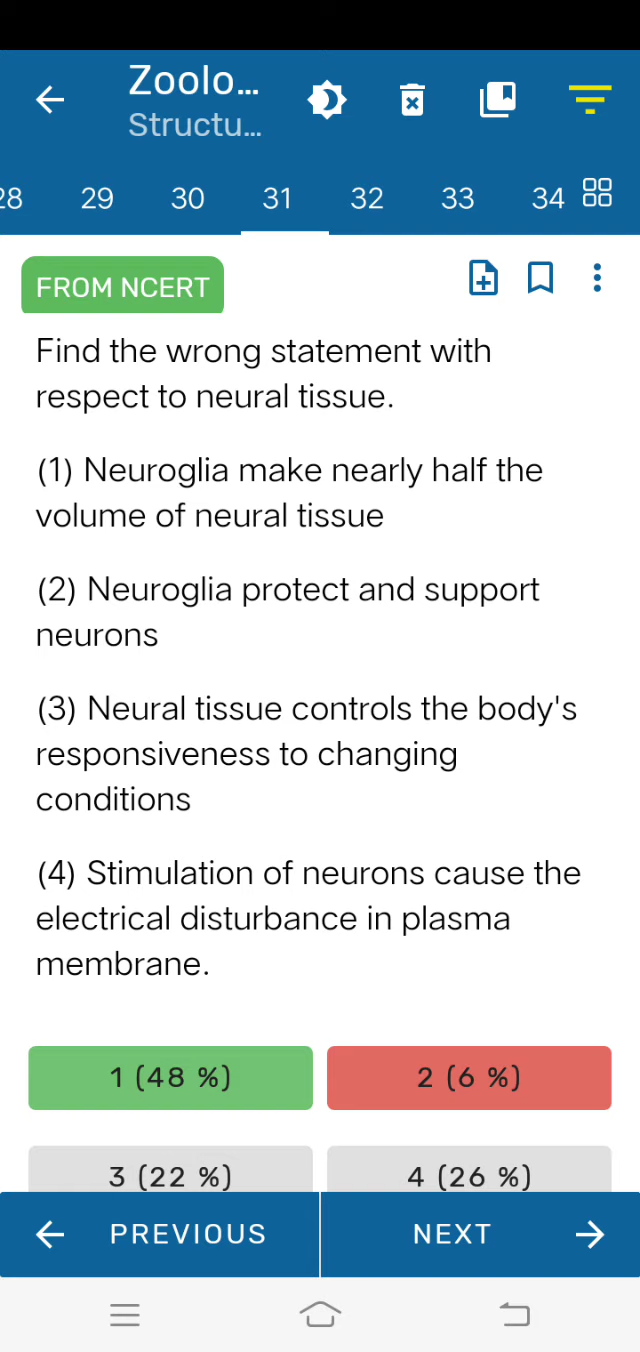 Zoolo...
Structu...
28 29 30 31 32 33 34
FROM NCERT
Find the wrong statement with
respect to neural tissue.
(1) Neuroglia make nearly half the
volume of neural tissue
(2) Neuroglia protect and support
neurons
(3) Neural tissue controls the body's
responsiveness to changing
conditions
(4) Stimulation of neurons cause the
electrical disturbance in plasma
membrane.
1 (48 %) 2 (6 %)
3 (22 %) 4 (26 %)
PREVIOUS NEXT